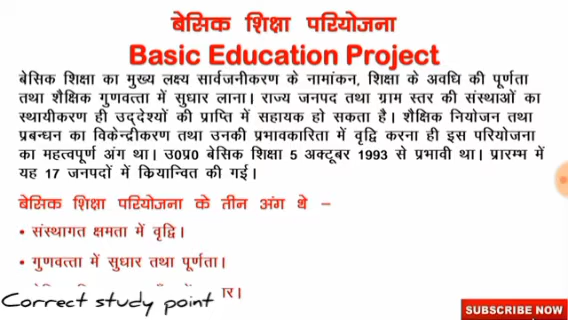 बेसिक शिक्षा परियोजना
Basic Education Project
बेसिक शिक्षा का मुख्य लक्ष्य सार्वजनीकरण के नामांकन, शिक्षा के अवधि की पूर्णता
तथा शैक्षिक गुणवत्ता में सुधार लाना। राज्य जनपद तथा ग्राम स्तर की संस्थाओं का
स्थायीकरण ही उद्देश्यों की प्राप्ति में सहायक हो सकता है। शैक्षिक नियोजन तथा
प्रबन्धन का विकेन्द्रीकरण तथा उनकी प्रभावकारिता में वृद्वि करना ही इस परियोजना
का महत्वपूर्ण अंग था। उ0प्र0 बेसिक शिक्षा 5 अक्टूबर 1993 से प्रभावी था। प्रारम्भ में
यह 17 जनपदों में कियान्वित की गई।
बेसिक शिक्षा परियोजना के तीन अंग थे –
• संस्थागत क्षमता में वृद्वि।
• गुणवत्ता में सुधार तथा पूर्णता।
Correct study point
SUBSCRIBE NOW